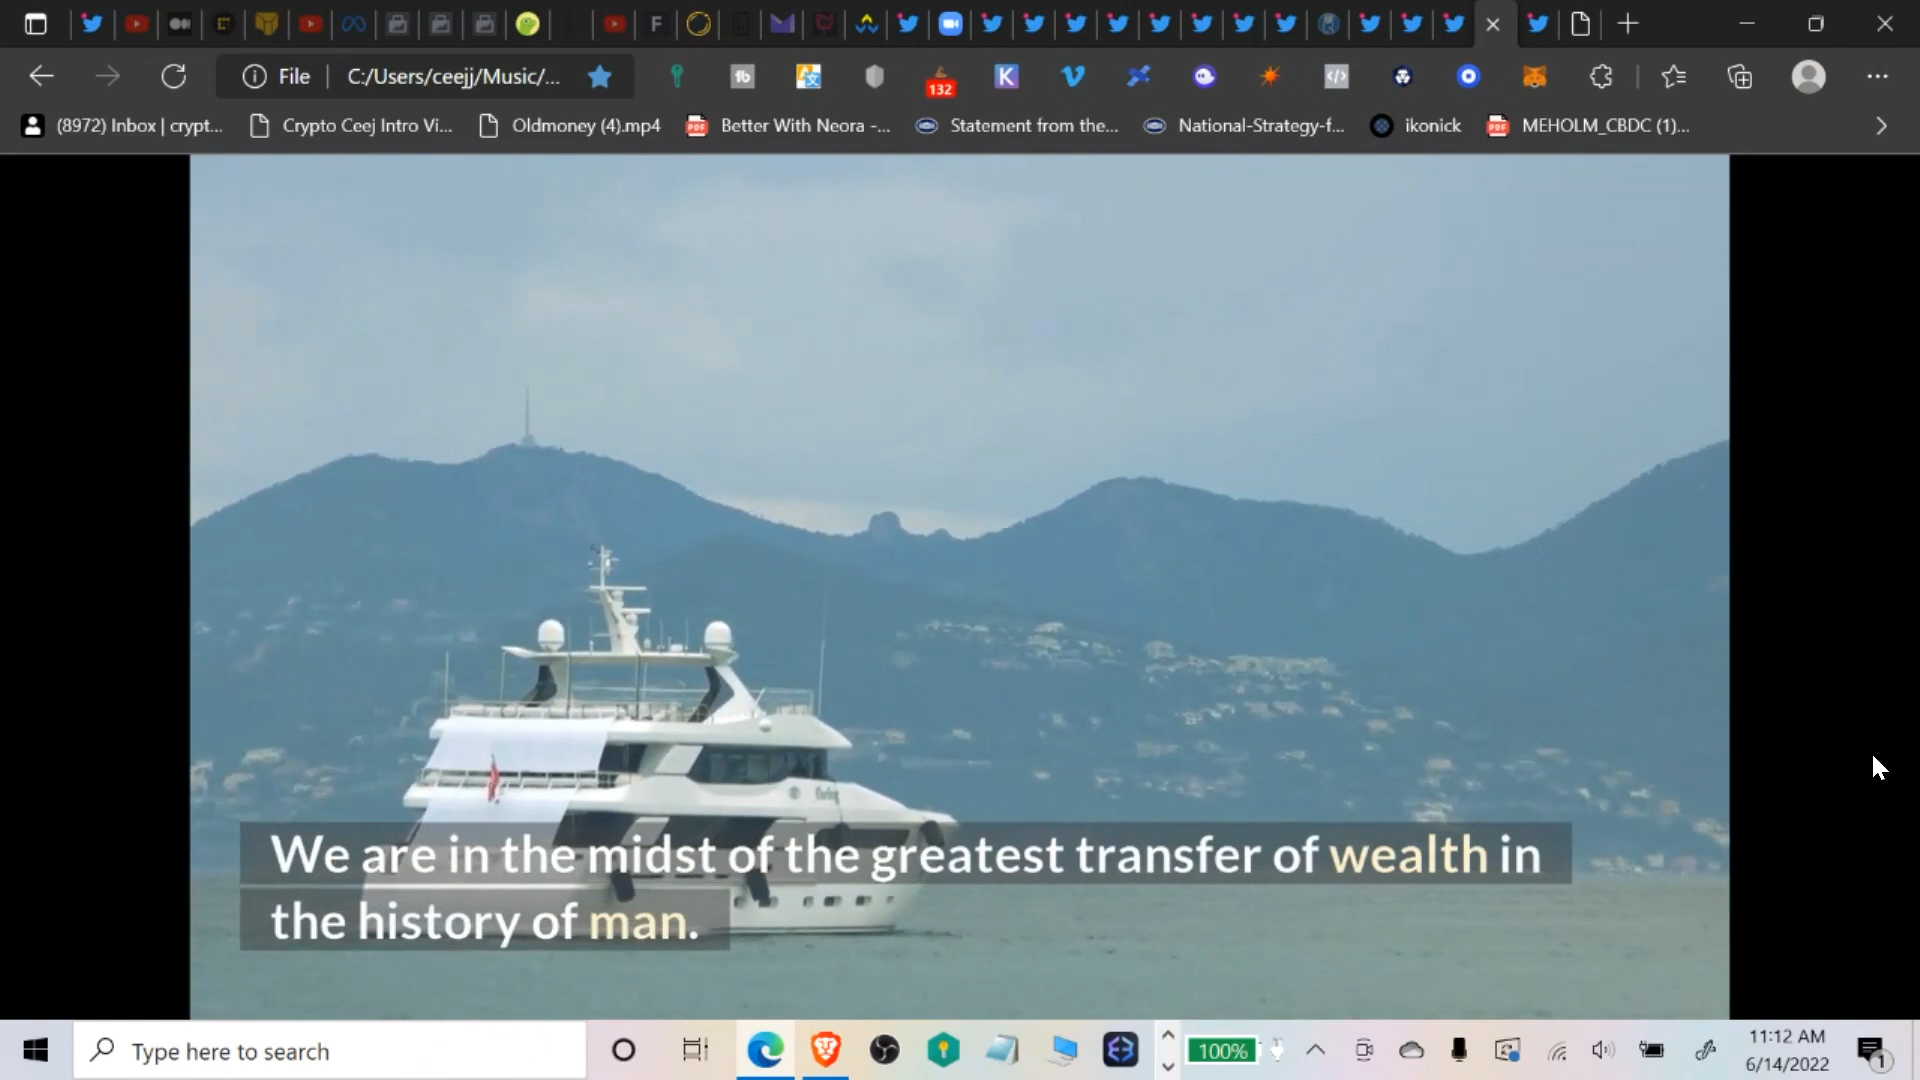 File
C:/Users/ceejj/Music/...
132
(8972) Inbox | crypt...
Crypto Ceej Intro Vi...
Oldmoney (4).mp4
Better With Neora -...
Statement from the...
National-Strategy-f...
ikonick
MEHOLM_CBDC (1)...
We are in the midst of the greatest transfer of wealth in
the history of man.
Type here to search
100%
11:12 AM
6/14/2022
1